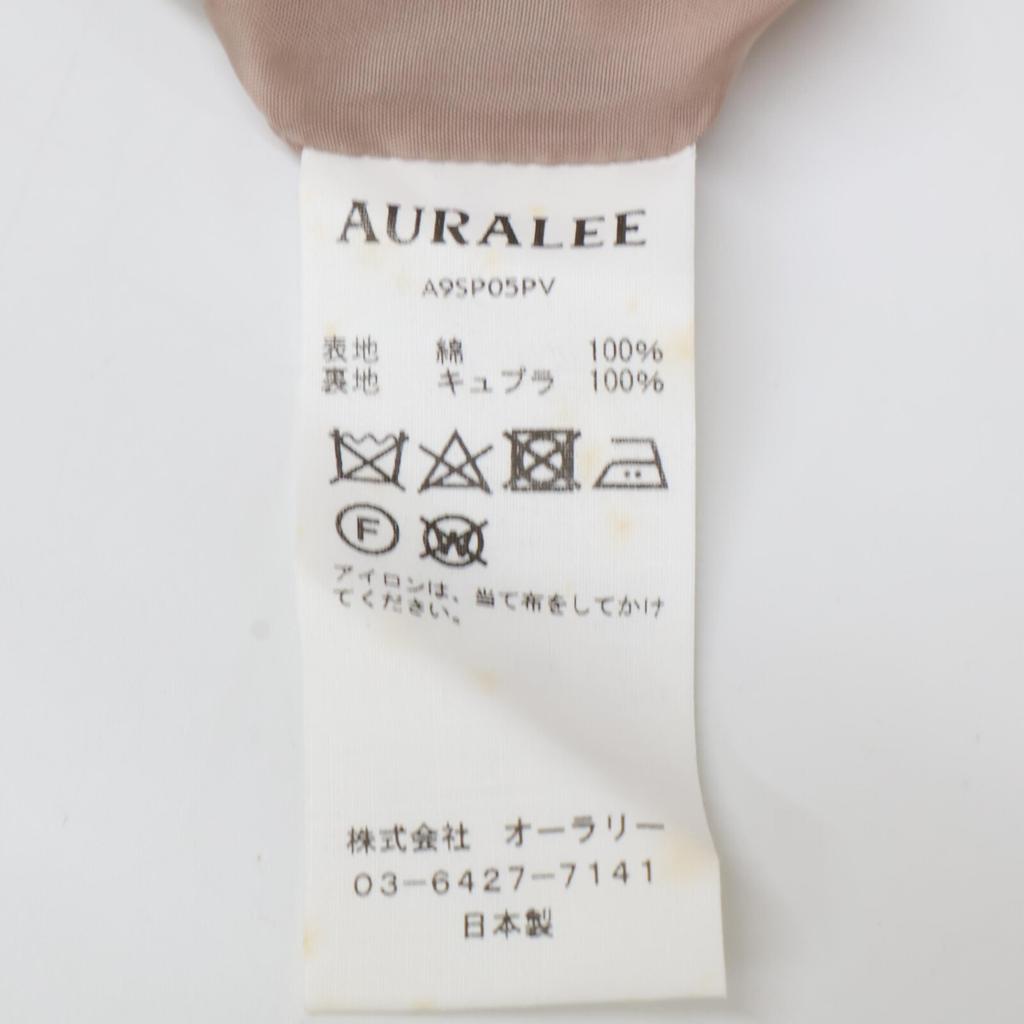 AURALEE
A9SP05PV
表地 綿 100%
裏地 キュプラ 100%
F
W
アイロンは、当て布をしてかけ
てください。
株式会社 オーラリー
03-6427-7141
日本製